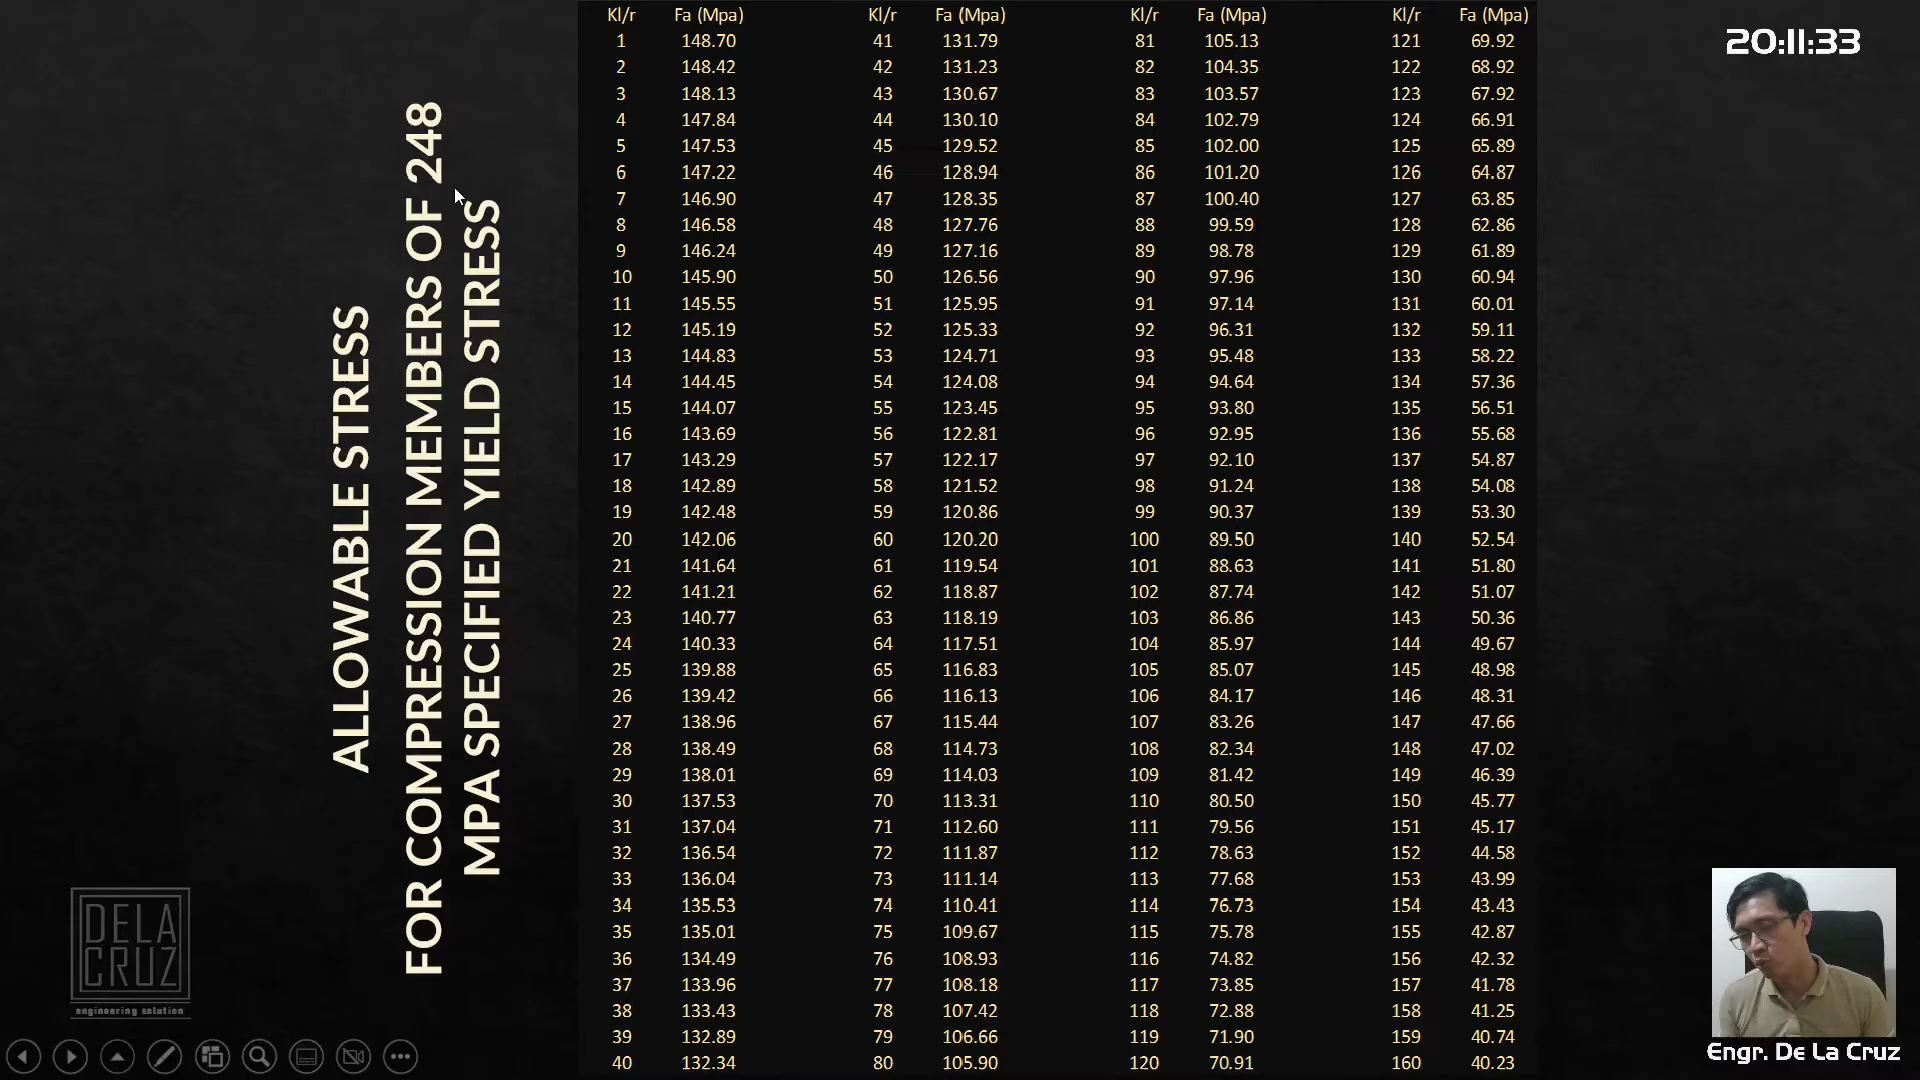 ALLOWABLE STRESS
FOR COMPRESSION MEMBERS OF 248
MPA SPECIFIED YIELD STRESS
Kl/r Fa (Mpa) Kl/r Fa (Mpa) Kl/r Fa (Mpa) Kl/r Fa (Mpa)
1 148.70 41 131.79 81 105.13 121 69.92
2 148.42 42 131.23 82 104.35 122 68.92
3 148.13 43 130.67 83 103.57 123 67.92
4 147.84 44 130.10 84 102.79 124 66.91
5 147.53 45 129.52 85 102.00 125 65.89
6 147.22 46 128.94 86 101.20 126 64.87
7 146.90 47 128.35 87 100.40 127 63.85
8 146.58 48 127.76 88 99.59 128 62.86
9 146.24 49 127.16 89 98.78 129 61.89
10 145.90 50 126.56 90 97.96 130 60.94
11 145.55 51 125.95 91 97.14 131 60.01
12 145.19 52 125.33 92 96.31 132 59.11
13 144.83 53 124.71 93 95.48 133 58.22
14 144.45 54 124.08 94 94.64 134 57.36
15 144.07 55 123.45 95 93.80 135 56.51
16 143.69 56 122.81 96 92.95 136 55.68
17 143.29 57 122.17 97 92.10 137 54.87
18 142.89 58 121.52 98 91.24 138 54.08
19 142.48 59 120.86 99 90.37 139 53.30
20 142.06 60 120.20 100 89.50 140 52.54
21 141.64 61 119.54 101 88.63 141 51.80
22 141.21 62 118.87 102 87.74 142 51.07
23 140.77 63 118.19 103 86.86 143 50.36
24 140.33 64 117.51 104 85.97 144 49.67
25 139.88 65 116.83 105 85.07 145 48.98
26 139.42 66 116.13 106 84.17 146 48.31
27 138.96 67 115.44 107 83.26 147 47.66
28 138.49 68 114.73 108 82.34 148 47.02
29 138.01 69 114.03 109 81.42 149 46.39
30 137.53 70 113.31 110 80.50 150 45.77
31 137.04 71 112.60 111 79.56 151 45.17
32 136.54 72 111.87 112 78.63 152 44.58
33 136.04 73 111.14 113 77.68 153 43.99
34 135.53 74 110.41 114 76.73 154 43.43
35 135.01 75 109.67 115 75.78 155 42.87
36 134.49 76 108.93 116 74.82 156 42.32
37 133.96 77 108.18 117 73.85 157 41.78
38 133.43 78 107.42 118 72.88 158 41.25
39 132.89 79 106.66 119 71.90 159 40.74
40 132.34 80 105.90 120 70.91 160 40.23
20:11:33
DELA
CRUZ
engineering solution
Engr. De La Cruz